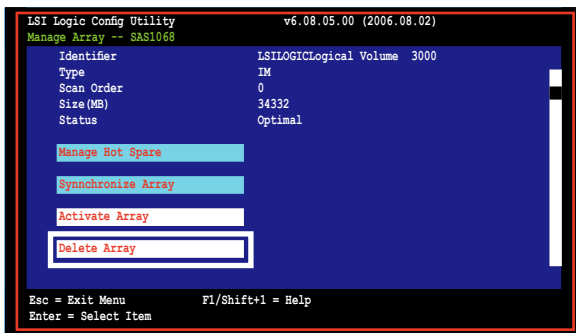 LSI Logic Config Utility v6.08.05.00 (2006.08.02)
Manage Array -- SAS1068
Identifier LSILOGICLogical Volume 3000
Type IM
Scan Order 0
Size(MB) 34332
Status Optimal
Manage Hot Spare
Synnchronize Array
Activate Array
Delete Array
Esc = Exit Menu F1/Shift+1 = Help
Enter = Select Item